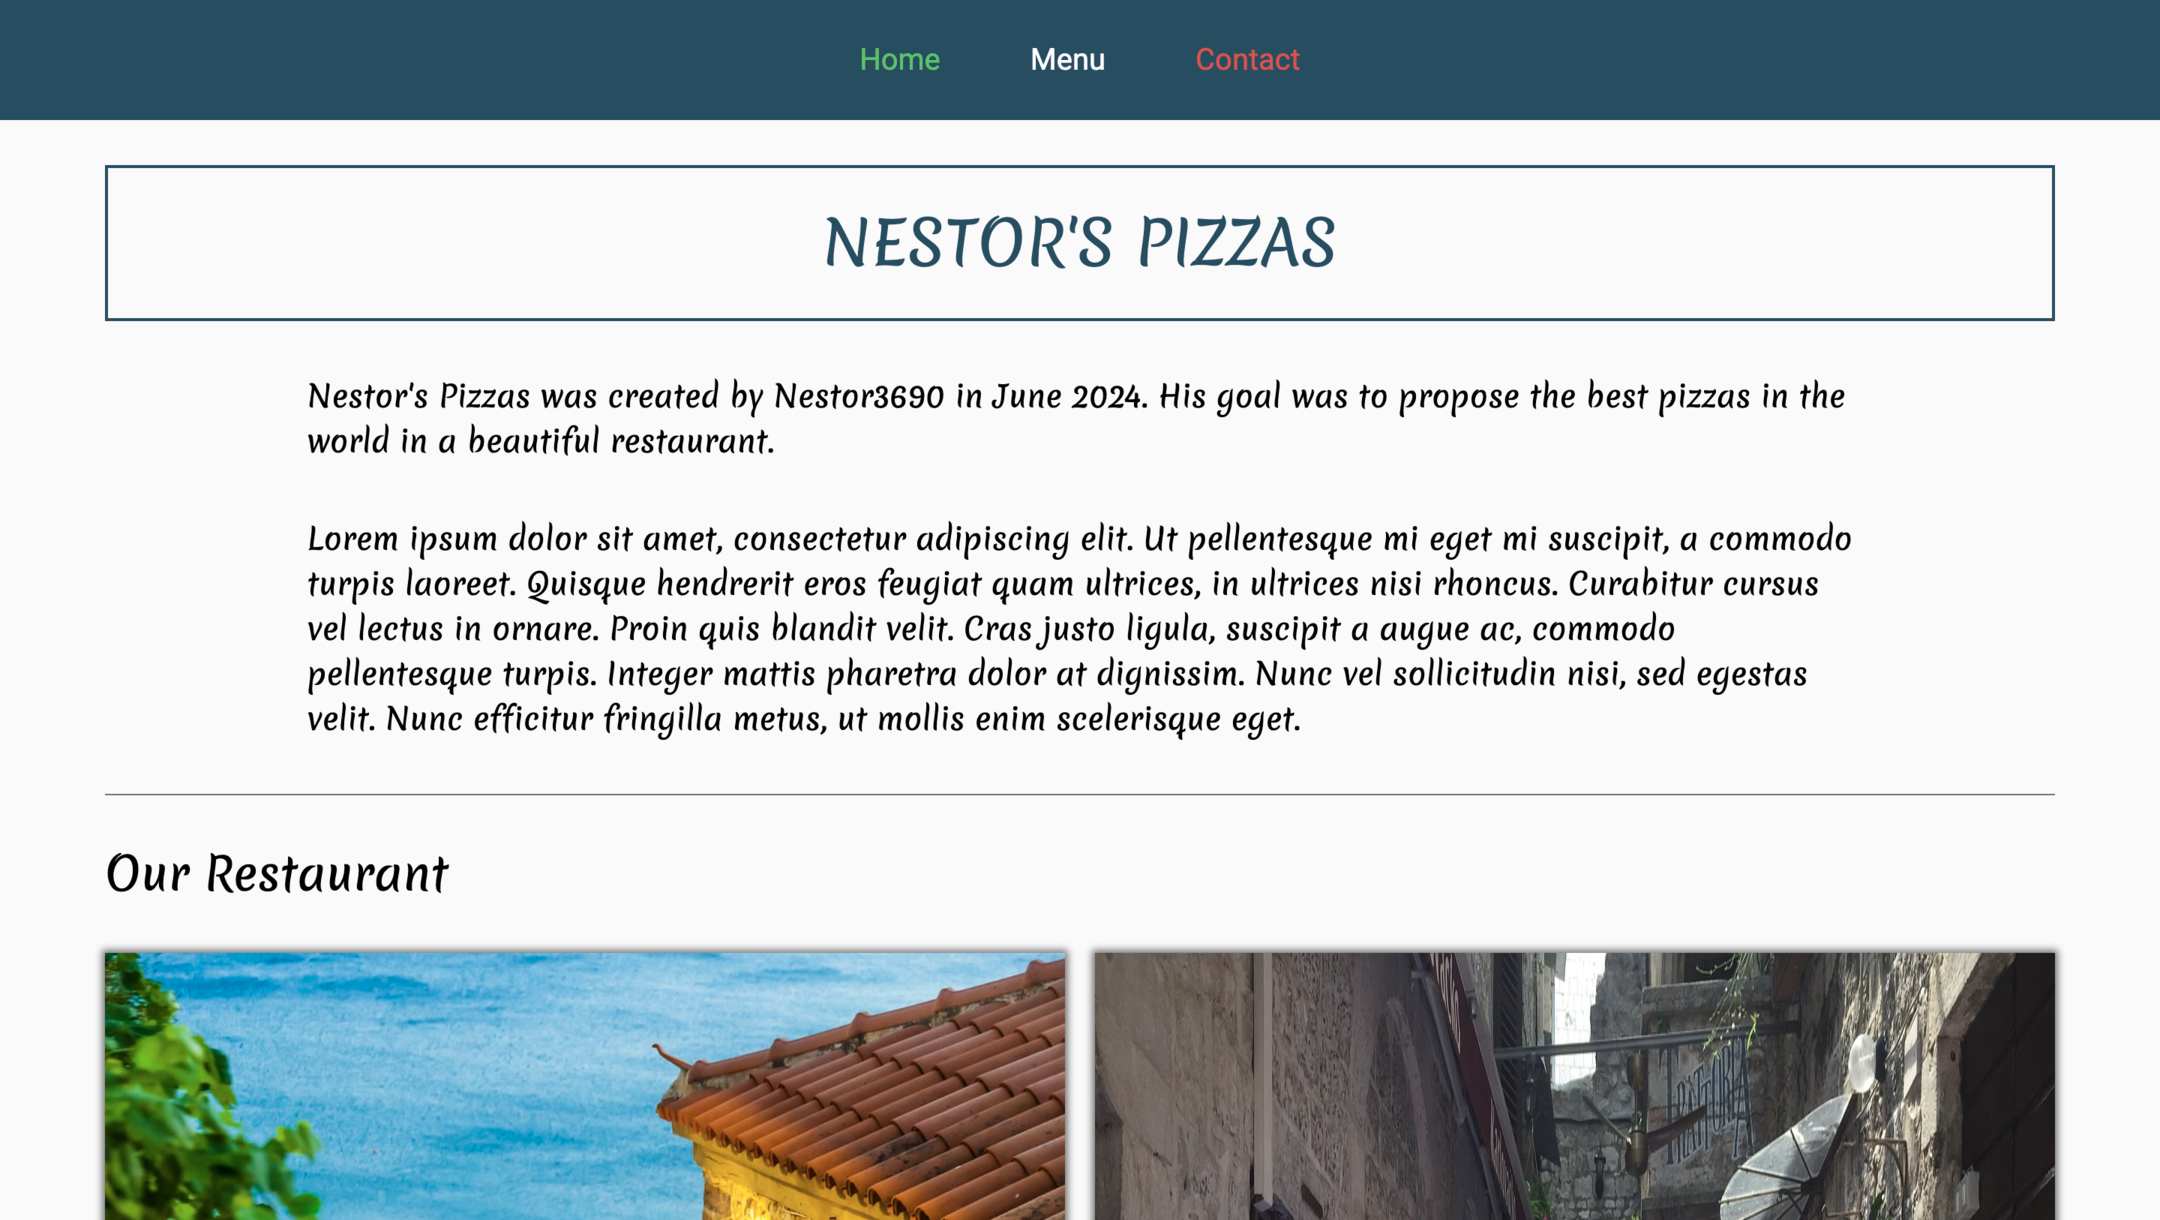 Home Menu Contact
NESTOR'S PIZZAS
Nestor's Pizzas was created by Nestor3690 in June 2024. His goal was to propose the best pizzas in the
world in a beautiful restaurant.
Lorem ipsum dolor sit amet, consectetur adipiscing elit. Ut pellentesque mi eget mi suscipit, a commodo
turpis laoreet. Quisque hendrerit eros feugiat quam ultrices, in ultrices nisi rhoncus. Curabitur cursus
vel lectus in ornare. Proin quis blandit velit. Cras justo ligula, suscipit a augue ac, commodo
pellentesque turpis. Integer mattis pharetra dolor at dignissim. Nunc vel sollicitudin nisi, sed egestas
velit. Nunc efficitur fringilla metus, ut mollis enim scelerisque eget.
Our Restaurant
TRATTORIA